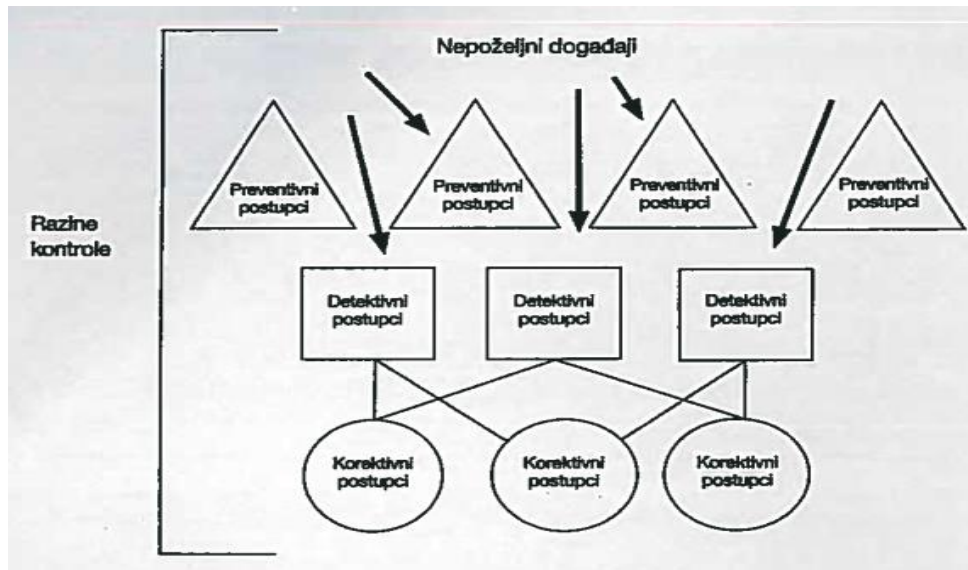 Nepoželjni događaji
Preventivni
postupci
Preventivni
postupci
Preventivni
postupci
Preventivni
postupci
Razine
kontrole
Detektivni
postupci
Detektivni
postupci
Detektivni
postupci
Korektivni
postupci
Korektivni
postupci
Korektivni
postupci